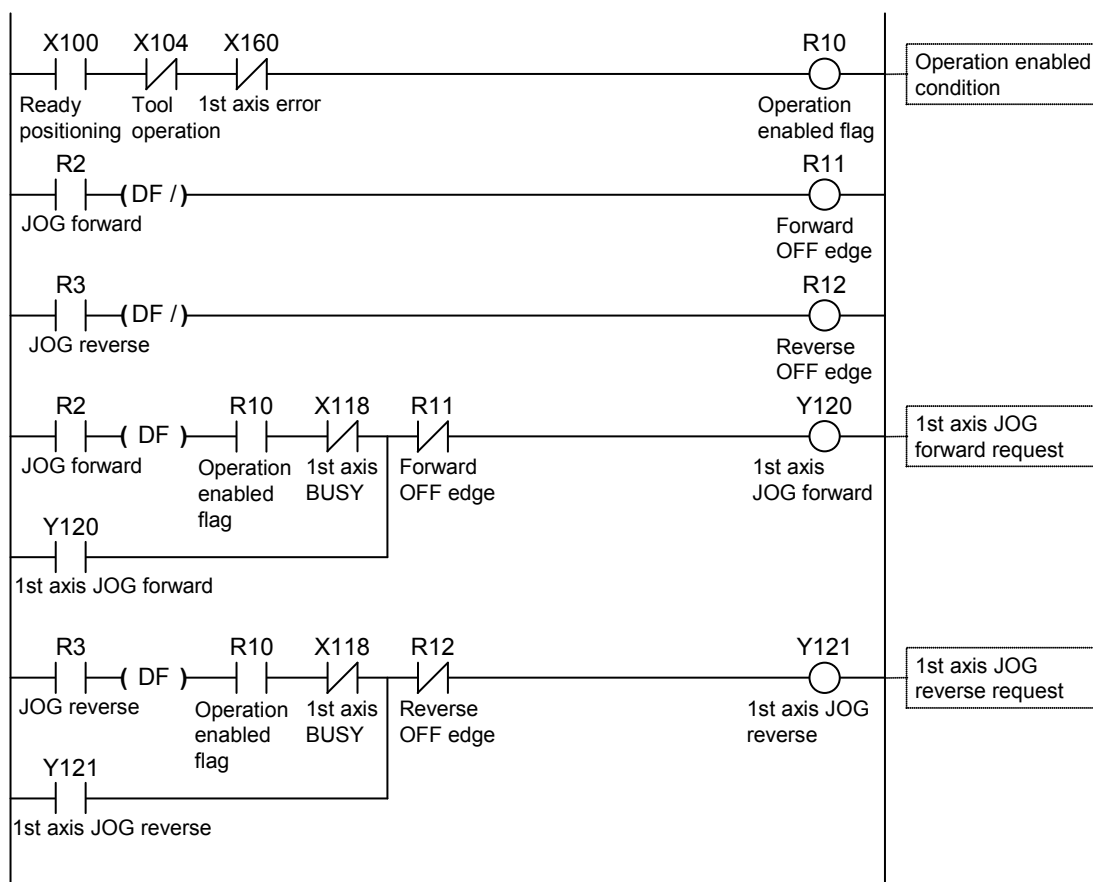 X100 X104 X160 R10
Operation enabled
condition
Ready Tool 1st axis error Operation
positioning operation enabled flag
R2 R11
( DF / )
JOG forward Forward
OFF edge
R3 R12
( DF / )
JOG reverse Reverse
OFF edge
R2 R10 X118 R11 Y120
( DF )
1st axis JOG
forward request
JOG forward Operation 1st axis Forward 1st axis
enabled BUSY OFF edge JOG forward
flag
Y120
1st axis JOG forward
R3 R10 X118 R12 Y121
( DF )
1st axis JOG
reverse request
JOG reverse Operation 1st axis Reverse 1st axis JOG
enabled BUSY OFF edge reverse
flag
Y121
1st axis JOG reverse